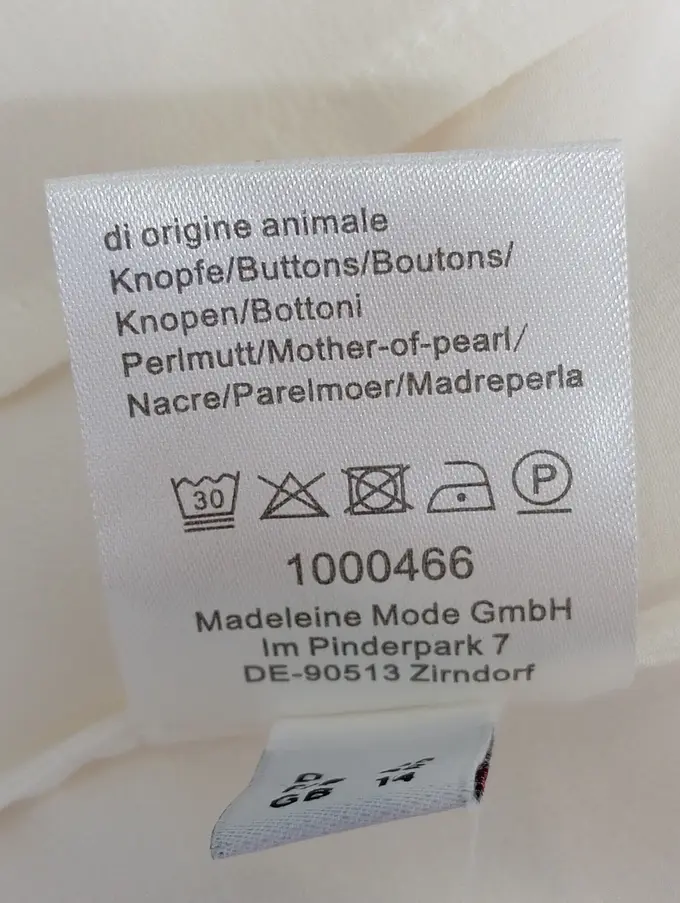 di origine animale
Knopfe/Buttons/Boutons/
Knopen/Bottoni
Perlmutt/Mother-of-pearl/
Nacre/Parelmoer/Madreperla
30
P
1000466
Madeleine Mode GmbH
Im Pinderpark 7
DE-90513 Zirndorf
D
GB 14